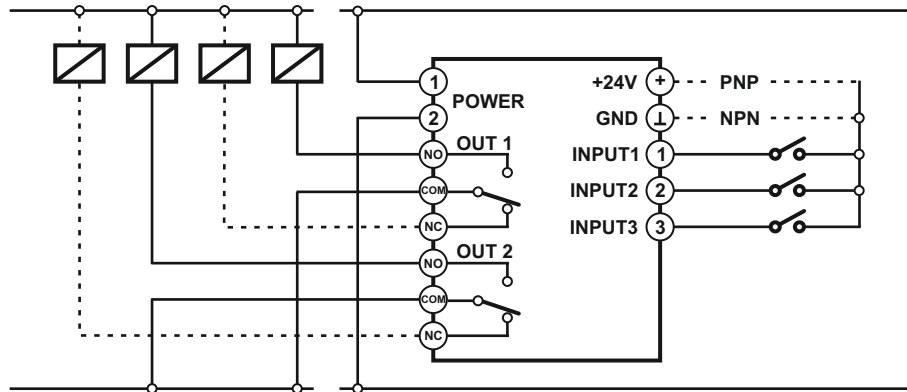 1 +24V + PNP
POWER
2 GND ⊥ NPN
NO OUT 1 INPUT1 1
COM INPUT2 2
NC INPUT3 3
NO OUT 2
COM
NC